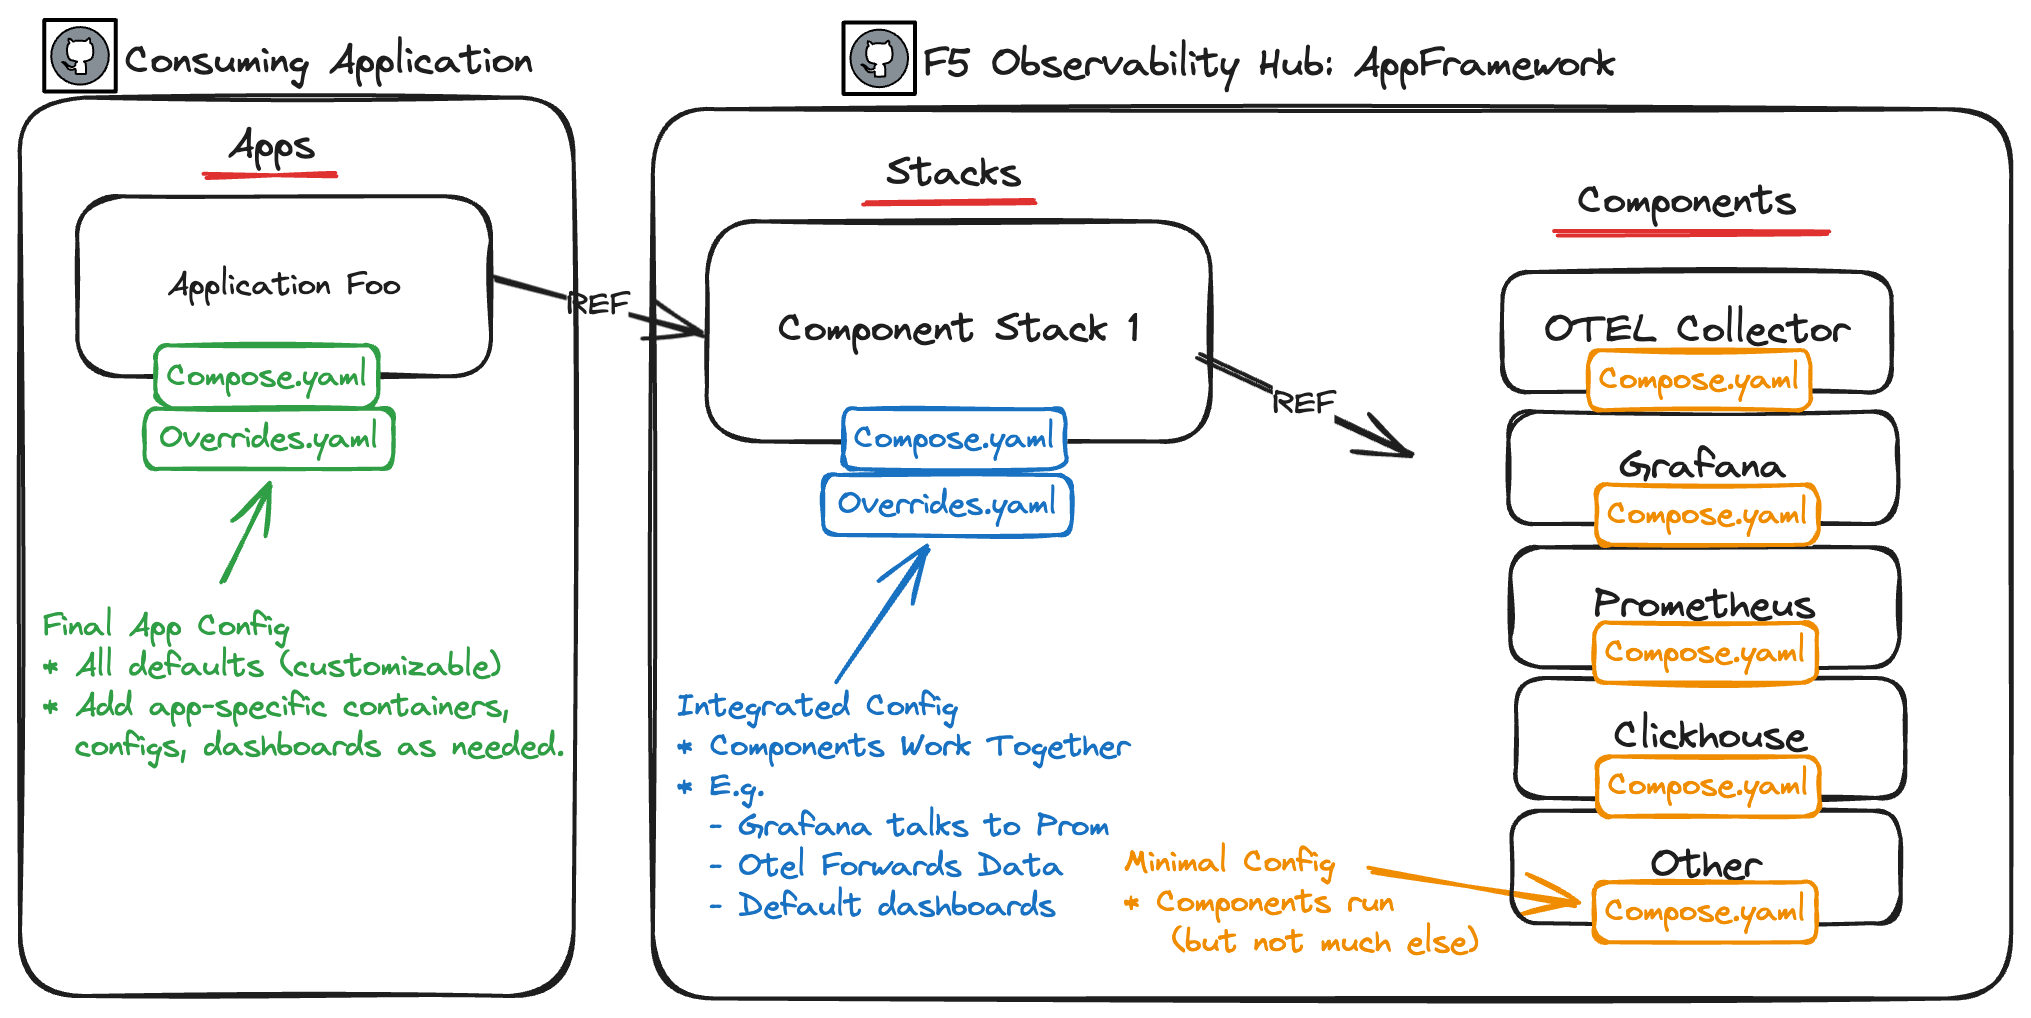 Consuming Application
Apps
Application Foo
Compose.yaml
Overrides.yaml
Final App Config
* All defaults (customizable)
* Add app-specific containers,
configs, dashboards as needed.
REF
F5 Observability Hub: AppFramework
Stacks
Component Stack 1
Compose.yaml
Overrides.yaml
Integrated Config
* Components Work Together
* E.g.
- Grafana talks to Prom
- Otel Forwards Data
- Default dashboards
REF
Components
OTEL Collector
Compose.yaml
Grafana
Compose.yaml
Prometheus
Compose.yaml
Clickhouse
Compose.yaml
Other
Compose.yaml
Minimal Config
* Components run
(but not much else)